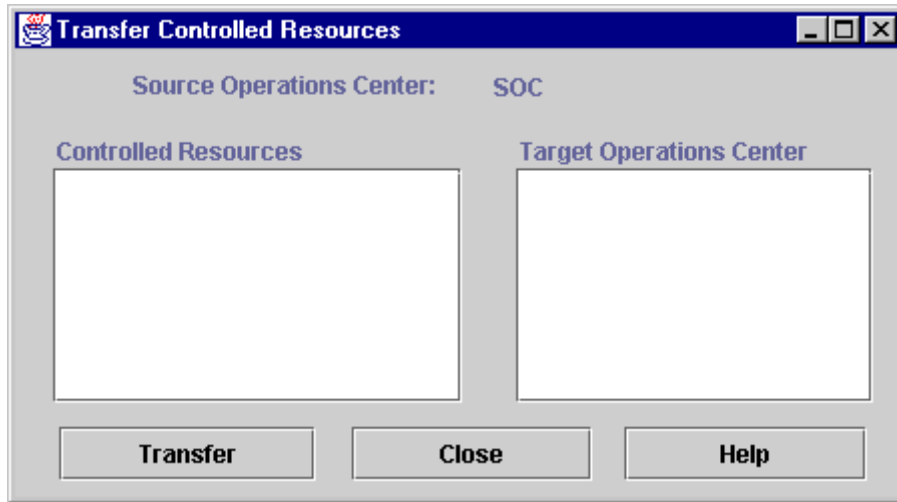 Transfer Controlled Resources
Source Operations Center: SOC
Controlled Resources
Target Operations Center
Transfer
Close
Help